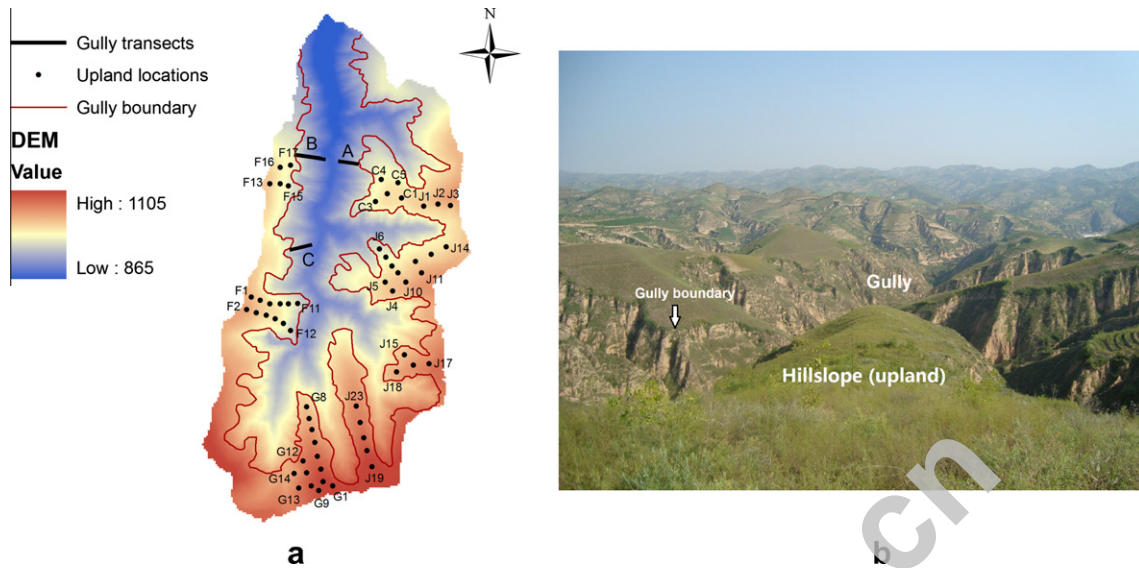 Gully transects
Upland locations
Gully boundary
DEM
Value
High : 1105
Low : 865
N
B
A
F17
F16
F13
F15
C4
C5
C3
C1
J1
J2
J3
C
J6
J14
J5
J10
J11
J4
F1
F2
F11
F12
J15
J17
J18
G8
J23
G12
G14
G13
G9
G1
J19
a
Gully
Gully boundary
Hillslope (upland)
b
cn